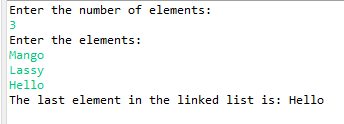 Enter the number of elements:
3
Enter the elements:
Mango
Lassy
Hello
The last element in the linked list is: Hello